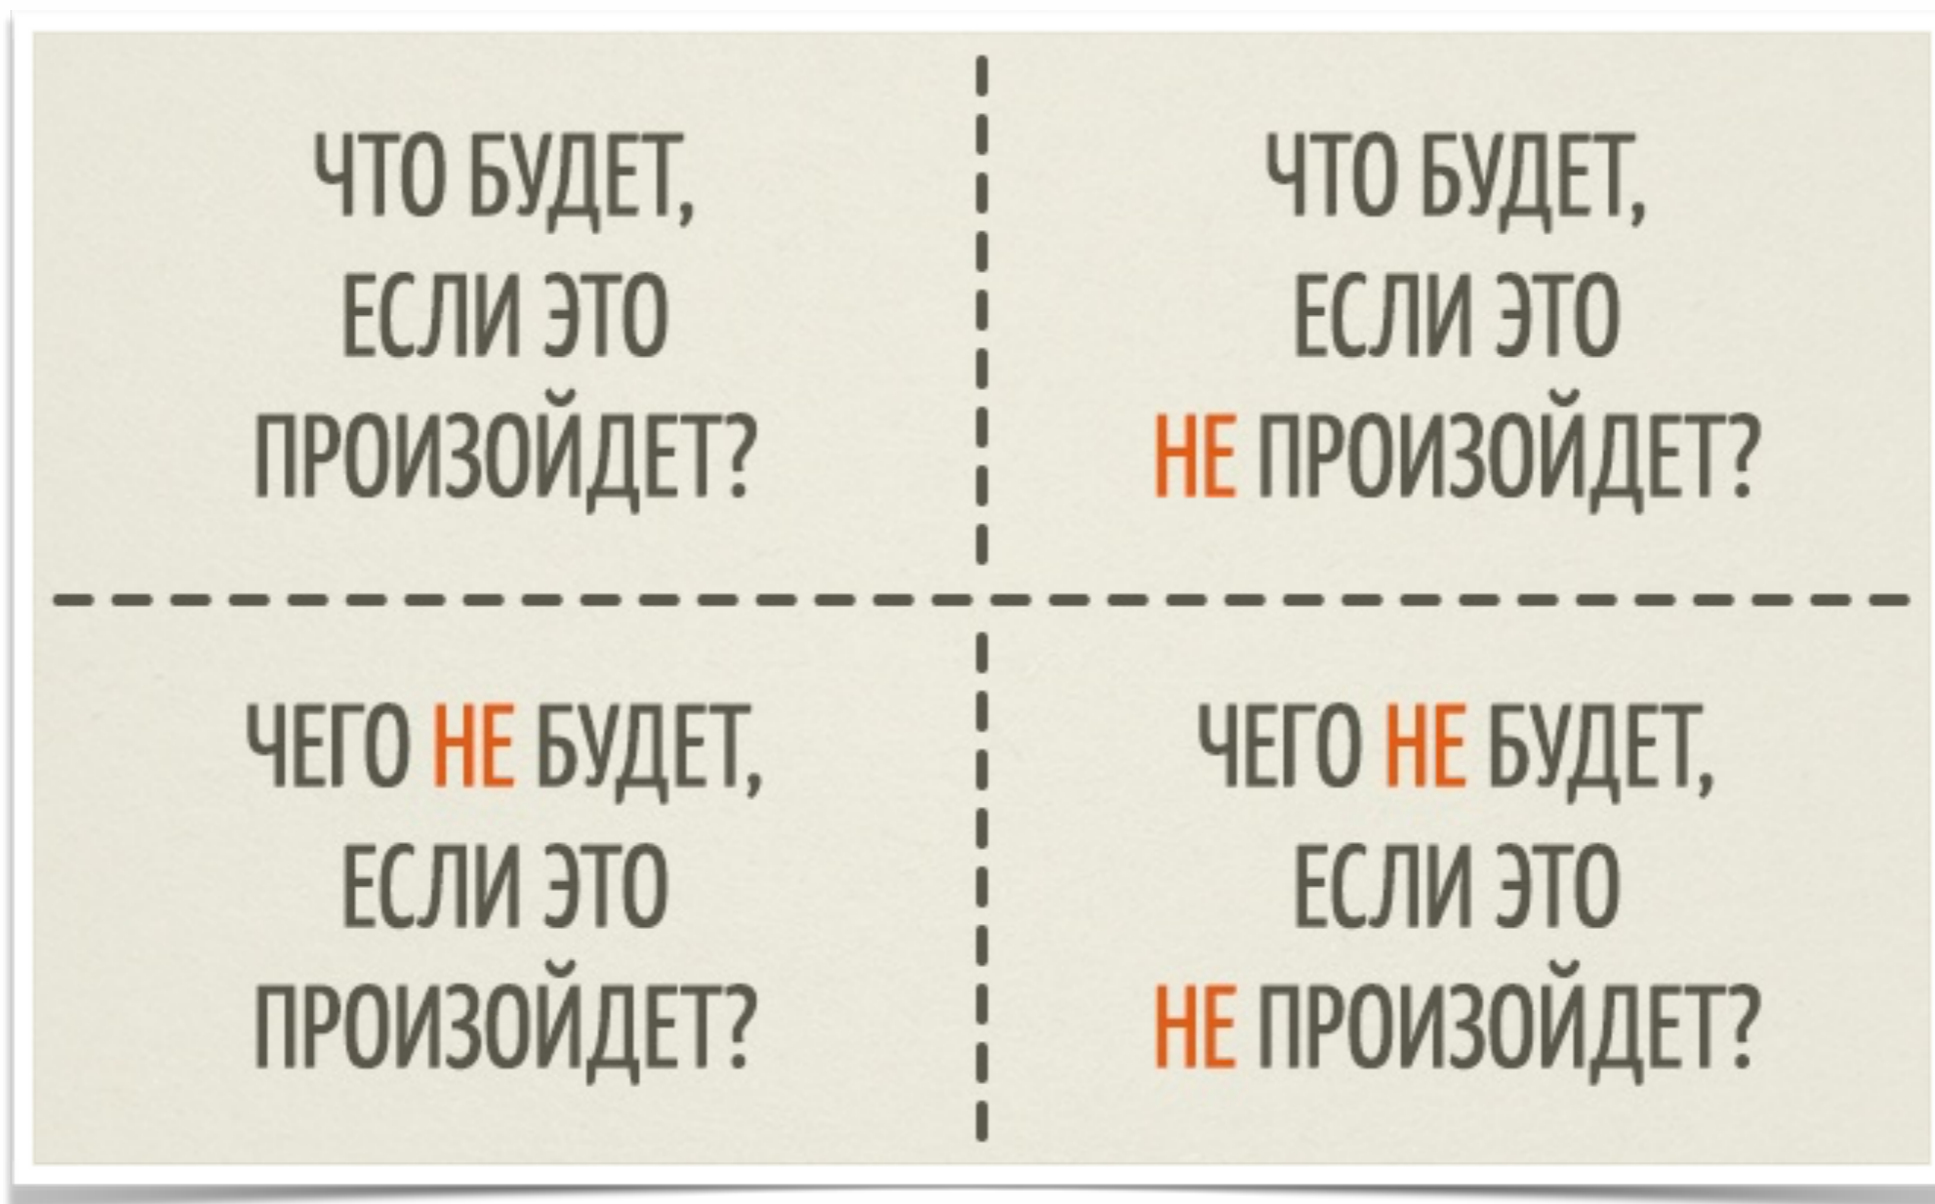 ЧТО БУДЕТ,
ЕСЛИ ЭТО
ПРОИЗОЙДЕТ?
ЧТО БУДЕТ,
ЕСЛИ ЭТО
НЕ ПРОИЗОЙДЕТ?
ЧЕГО НЕ БУДЕТ,
ЕСЛИ ЭТО
ПРОИЗОЙДЕТ?
ЧЕГО НЕ БУДЕТ,
ЕСЛИ ЭТО
НЕ ПРОИЗОЙДЕТ?